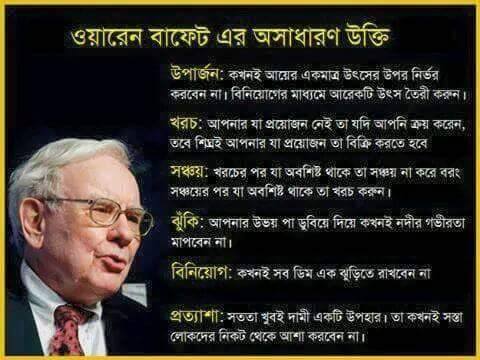 ওয়ারেন বাফেট এর অসাধারণ উক্তি
উপার্জন: কখনই আয়ের একমাত্র উৎসের উপর নির্ভর
করবেন না। বিনিয়োগের মাধ্যমে আরেকটি উৎস তৈরী করুন।
খরচ: আপনার যা প্রয়োজন নেই তা যদি আপনি ক্রয় করেন,
তবে শিঘ্রই আপনার যা প্রয়োজন তা বিক্রি করতে হবে
সঞ্চয়: খরচের পর যা অবশিষ্ট থাকে তা সঞ্চয় না করে বরং
সঞ্চয়ের পর যা অবশিষ্ট থাকে তা খরচ করুন।
ঝুঁকি: আপনার উভয় পা ডুবিয়ে দিয়ে কখনই নদীর গভীরতা
মাপবেন না।
বিনিয়োগ: কখনই সব ডিম এক ঝুড়িতে রাখবেন না
প্রত্যাশা: সততা খুবই দামী একটি উপহার। তা কখনই সস্তা
লোকদের নিকট থেকে আশা করবেন না।